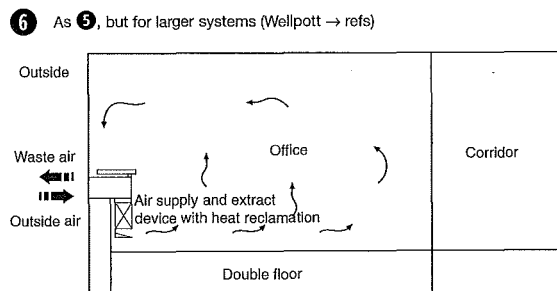 6 As 5, but for larger systems (Wellpott → refs)
Outside
Office
Corridor
Waste air
Outside air
Air supply and extract
device with heat reclamation
Double floor